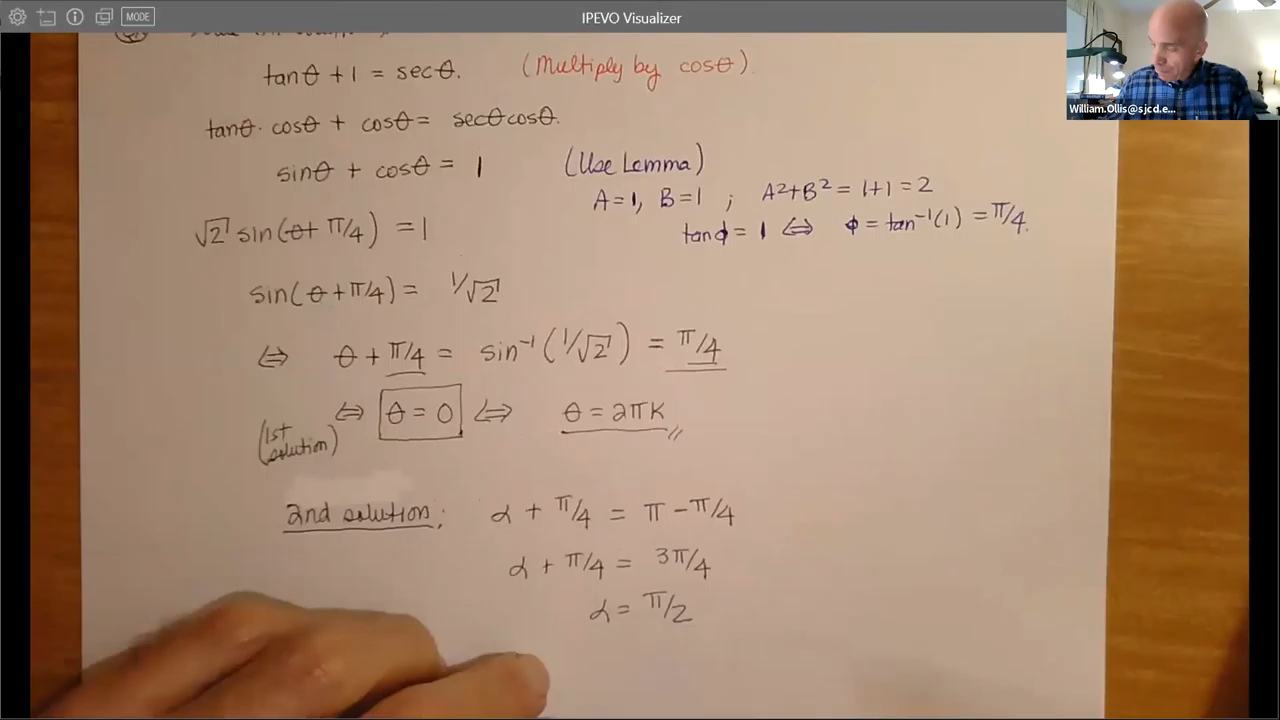 MODE
IPEVO Visualizer
William.Ollis@sjcd.e...
tanθ + 1 = secθ. (Multiply by cosθ).
tanθ · cosθ + cosθ = secθcosθ.
sinθ + cosθ = 1 (Use Lemma)
A=1, B=1 ; A²+B² = 1+1 = 2
√2 sin(θ+π/4) = 1
tanϕ = 1 ⇔ ϕ = tan⁻¹(1) = π/4.
sin(θ+π/4) = 1/√2
⇔ θ + π/4 = sin⁻¹(1/√2) = π/4
(1st solution) ⇔ θ = 0 ⇔ θ = 2πK
2nd solution; α + π/4 = π - π/4
α + π/4 = 3π/4
α = π/2